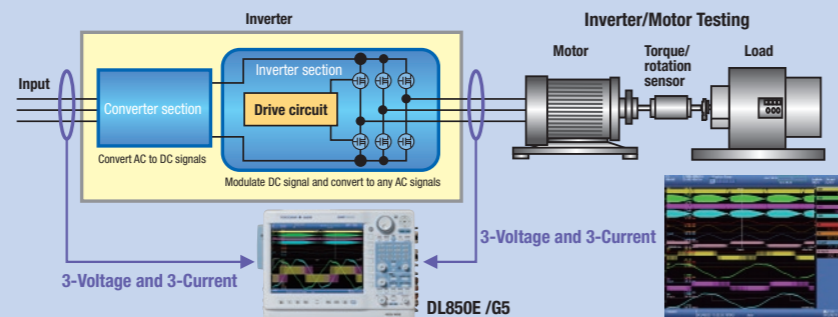 Inverter
Inverter/Motor Testing
Motor
Torque/
rotation
sensor
Load
Input
Inverter section
Converter section
Drive circuit
Convert AC to DC signals
Modulate DC signal and convert to any AC signals
3-Voltage and 3-Current
3-Voltage and 3-Current
DL850E /G5